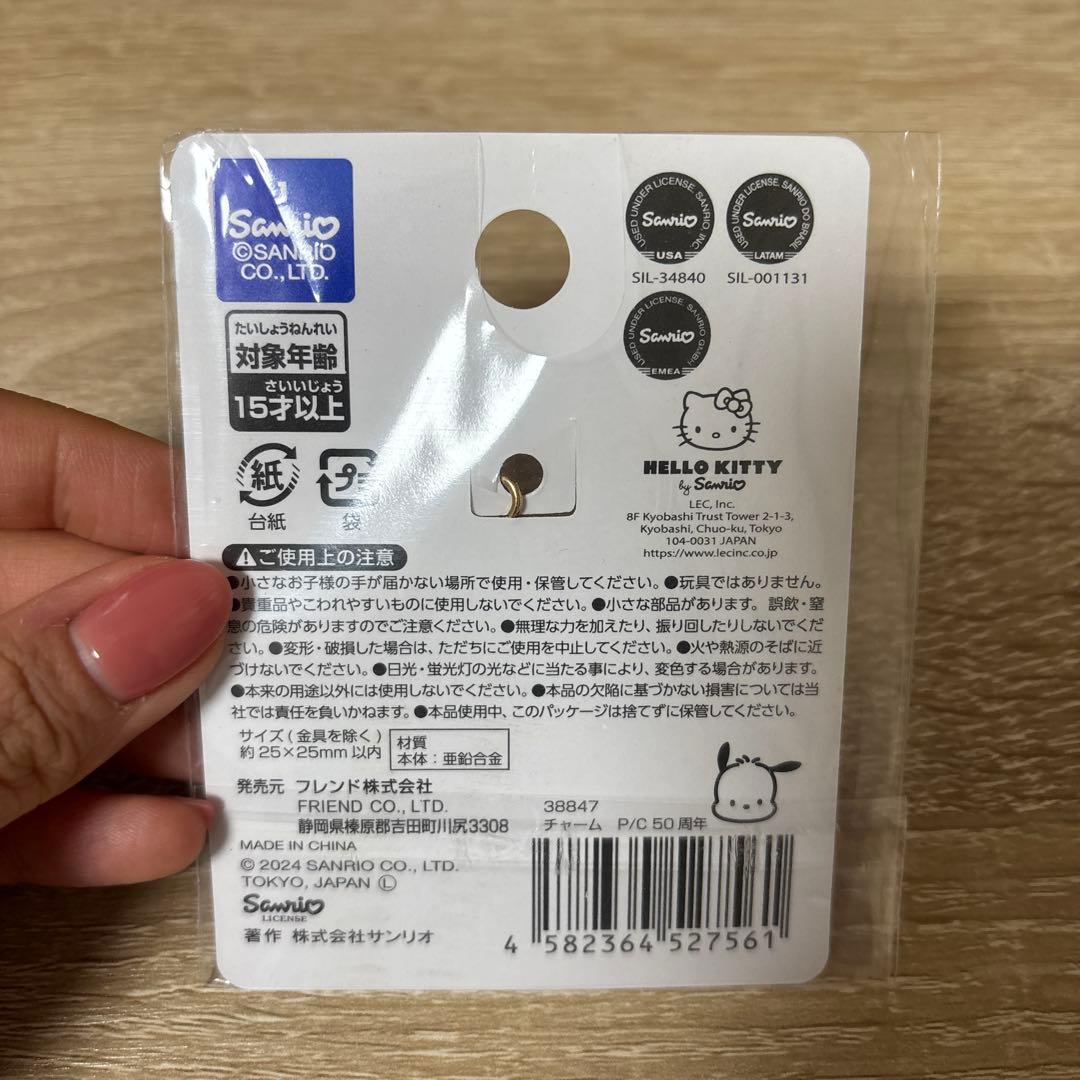 Sanrio
©SANRIO
CO.,LTD.
たいしょうねんれい
対象年齢
さいいじょう
15才以上
紙
台紙
プ
袋
USED UNDER LICENSE. SANRIO, INC.
Sanrio
USA
SIL-34840
USED UNDER LICENSE. SANRIO DO BRASIL
Sanrio
LATAM
SIL-001131
USED UNDER LICENSE. SANRIO GMBH
Sanrio
EMEA
HELLO KITTY
by Sanrio
LEC, Inc.
8F Kyobashi Trust Tower 2-1-3,
Kyobashi, Chuo-ku, Tokyo
104-0031 JAPAN
https://www.lecinc.co.jp
ご使用上の注意
●小さなお子様の手が届かない場所で使用・保管してください。●玩具ではありません。
●貴重品やこわれやすいものに使用しないでください。●小さな部品があります。誤飲・窒
息の危険がありますのでご注意ください。●無理な力を加えたり、振り回したりしないでくだ
さい。●変形・破損した場合は、ただちにご使用を中止してください。●火や熱源のそばに近
づけないでください。●日光・蛍光灯の光などに当たる事により、変色する場合があります。
●本来の用途以外には使用しないでください。●本品の欠陥に基づかない損害については当
社では責任を負いかねます。●本品使用中、このパッケージは捨てずに保管してください。
サイズ(金具を除く)
約25×25mm以内
材質
本体：亜鉛合金
発売元 フレンド株式会社
FRIEND CO., LTD.
静岡県榛原郡吉田町川尻3308
38847
チャーム P/C 50周年
MADE IN CHINA
© 2024 SANRIO CO., LTD.
TOKYO, JAPAN Ⓛ
Sanrio
LICENSE
著作 株式会社サンリオ
4 582364 527561